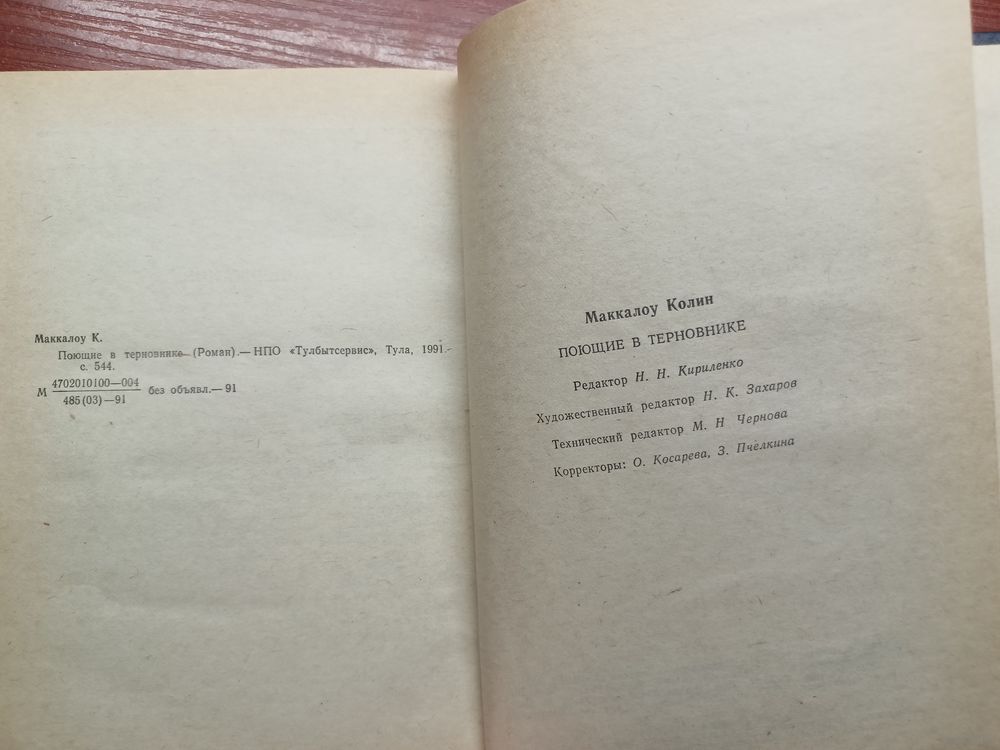 Маккалоу К.
Поющие в терновнике (Роман).— НПО «Тулбытсервис», Тула, 1991.—
с. 544.
М 4702010100—004
485(03)—91
без объявл.— 91
Маккалоу Колин
ПОЮЩИЕ В ТЕРНОВНИКЕ
Редактор Н. Н. Кириленко
Художественный редактор Н. К. Захаров
Технический редактор М. Н Чернова
Корректоры: О. Косарева, З. Пчёлкина